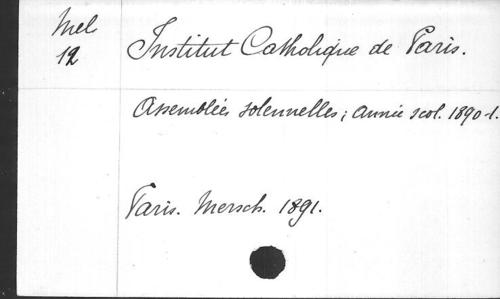 Mel
12
Institut Catholique de Paris.
Assemblées solennelles; Année scol. 1890-1.
Paris. Mersch. 1891.